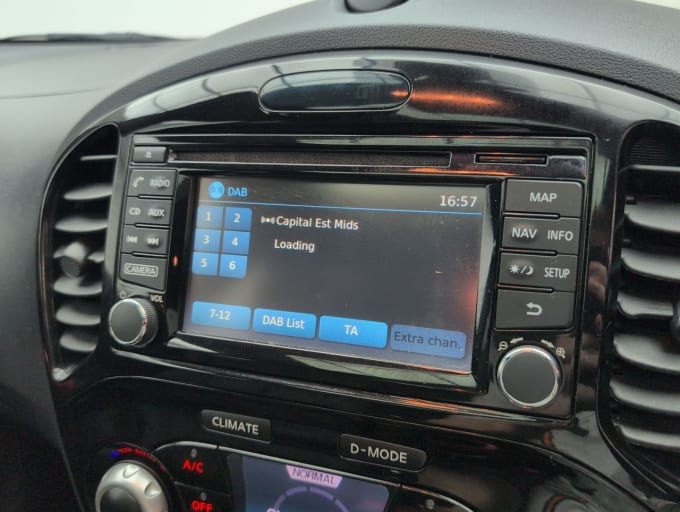 DAB
16:57
1 2
Capital Est Mids
3 4
Loading
5 6
7-12 DAB List TA Extra chan.
RADIO
CD AUX
CAMERA
VOL
MAP
NAV INFO
SETUP
CLIMATE
D-MODE
A/C
OFF
NORMAL